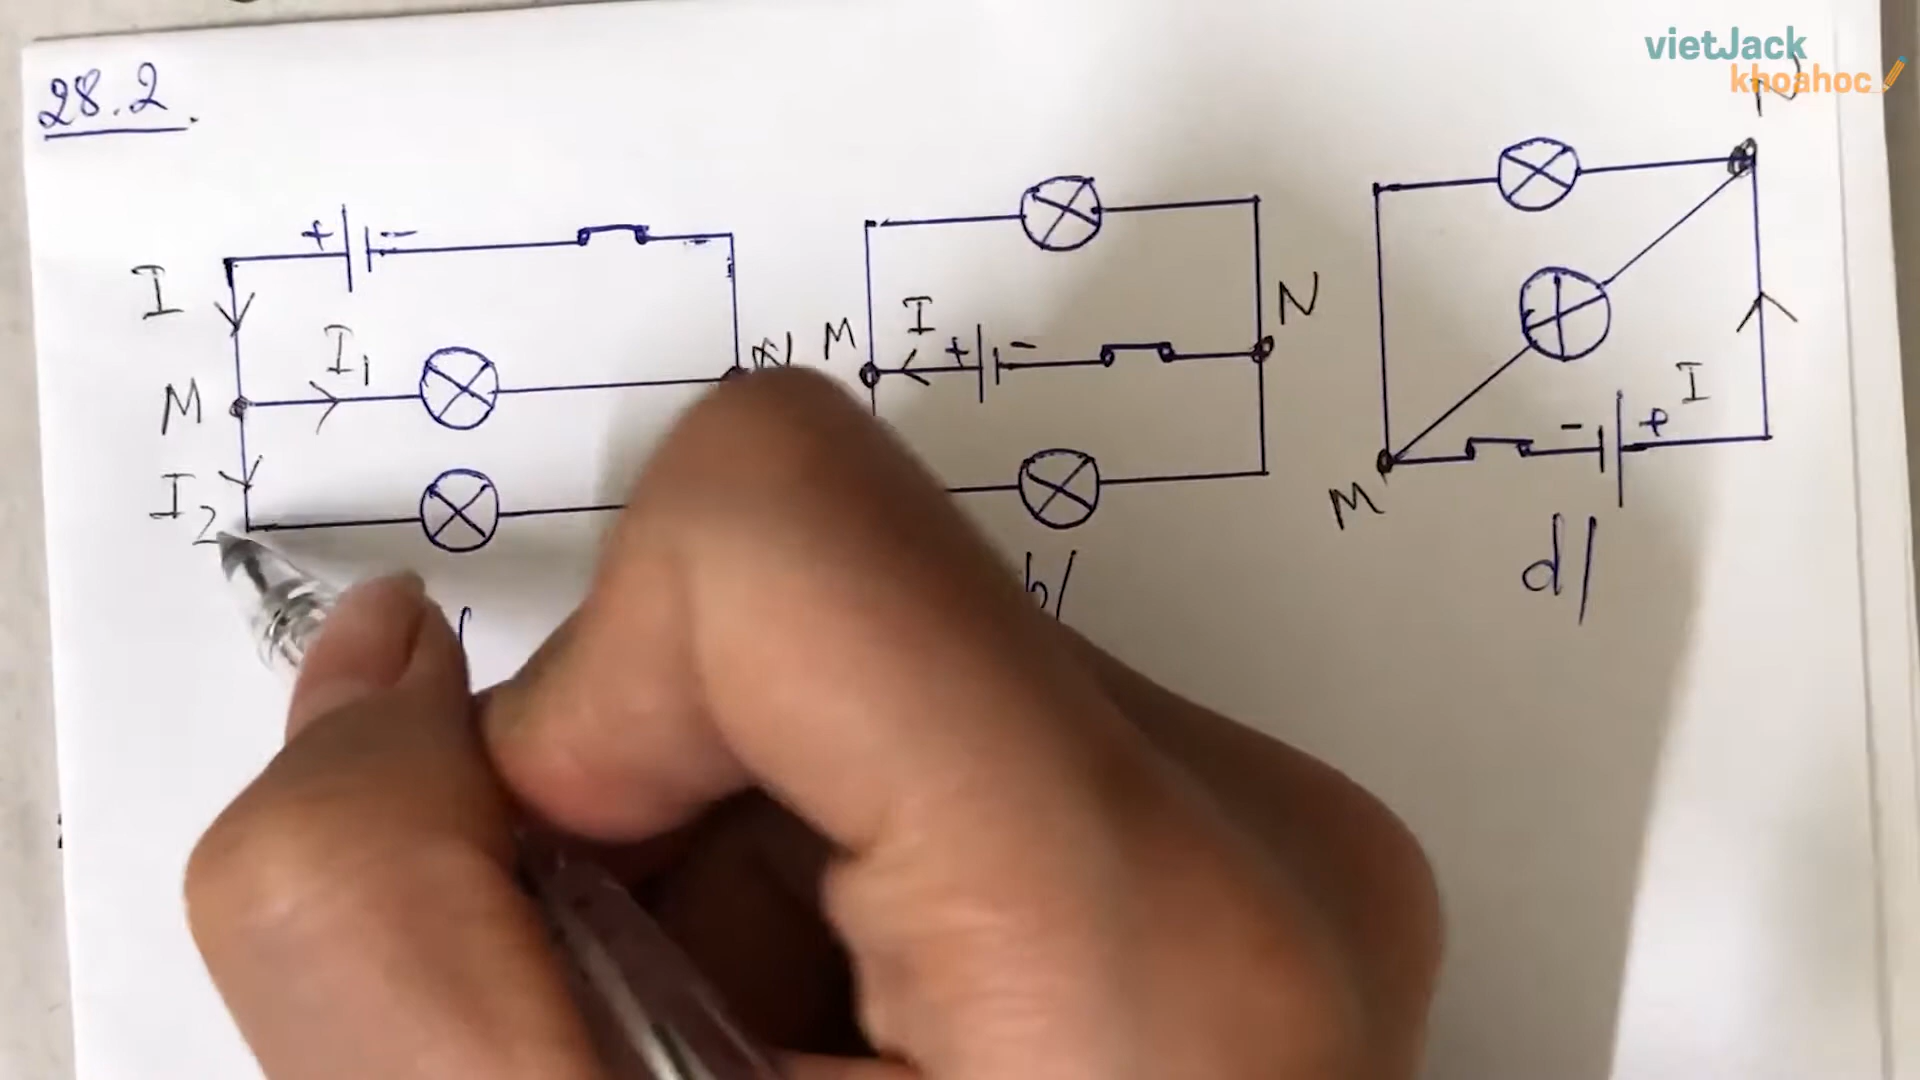 vietJack
khoahoc
28.2
N
+ -
I
I
N
M
+ -
I1
N
M
I
- +
M
I2
b/
d/